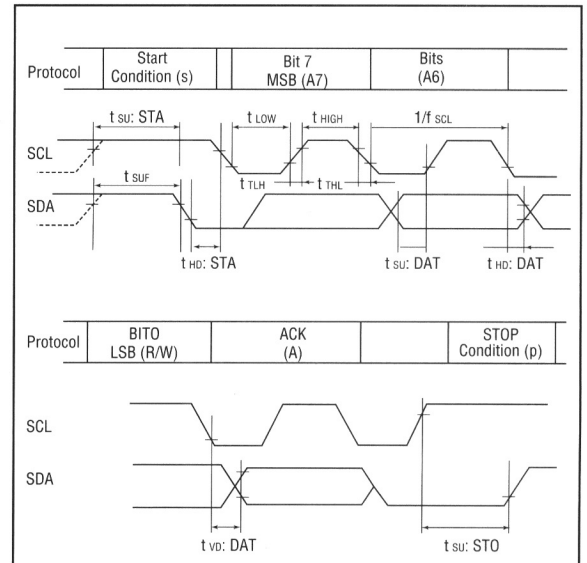 Protocol
Start
Condition (s)
Bit 7
MSB (A7)
Bits
(A6)
t SU: STA
t LOW
t HIGH
1/f SCL
SCL
t SUF
t TLH
t THL
SDA
t HD: STA
t SU: DAT
t HD: DAT
Protocol
BITO
LSB (R/W)
ACK
(A)
STOP
Condition (p)
SCL
SDA
t VD: DAT
t SU: STO